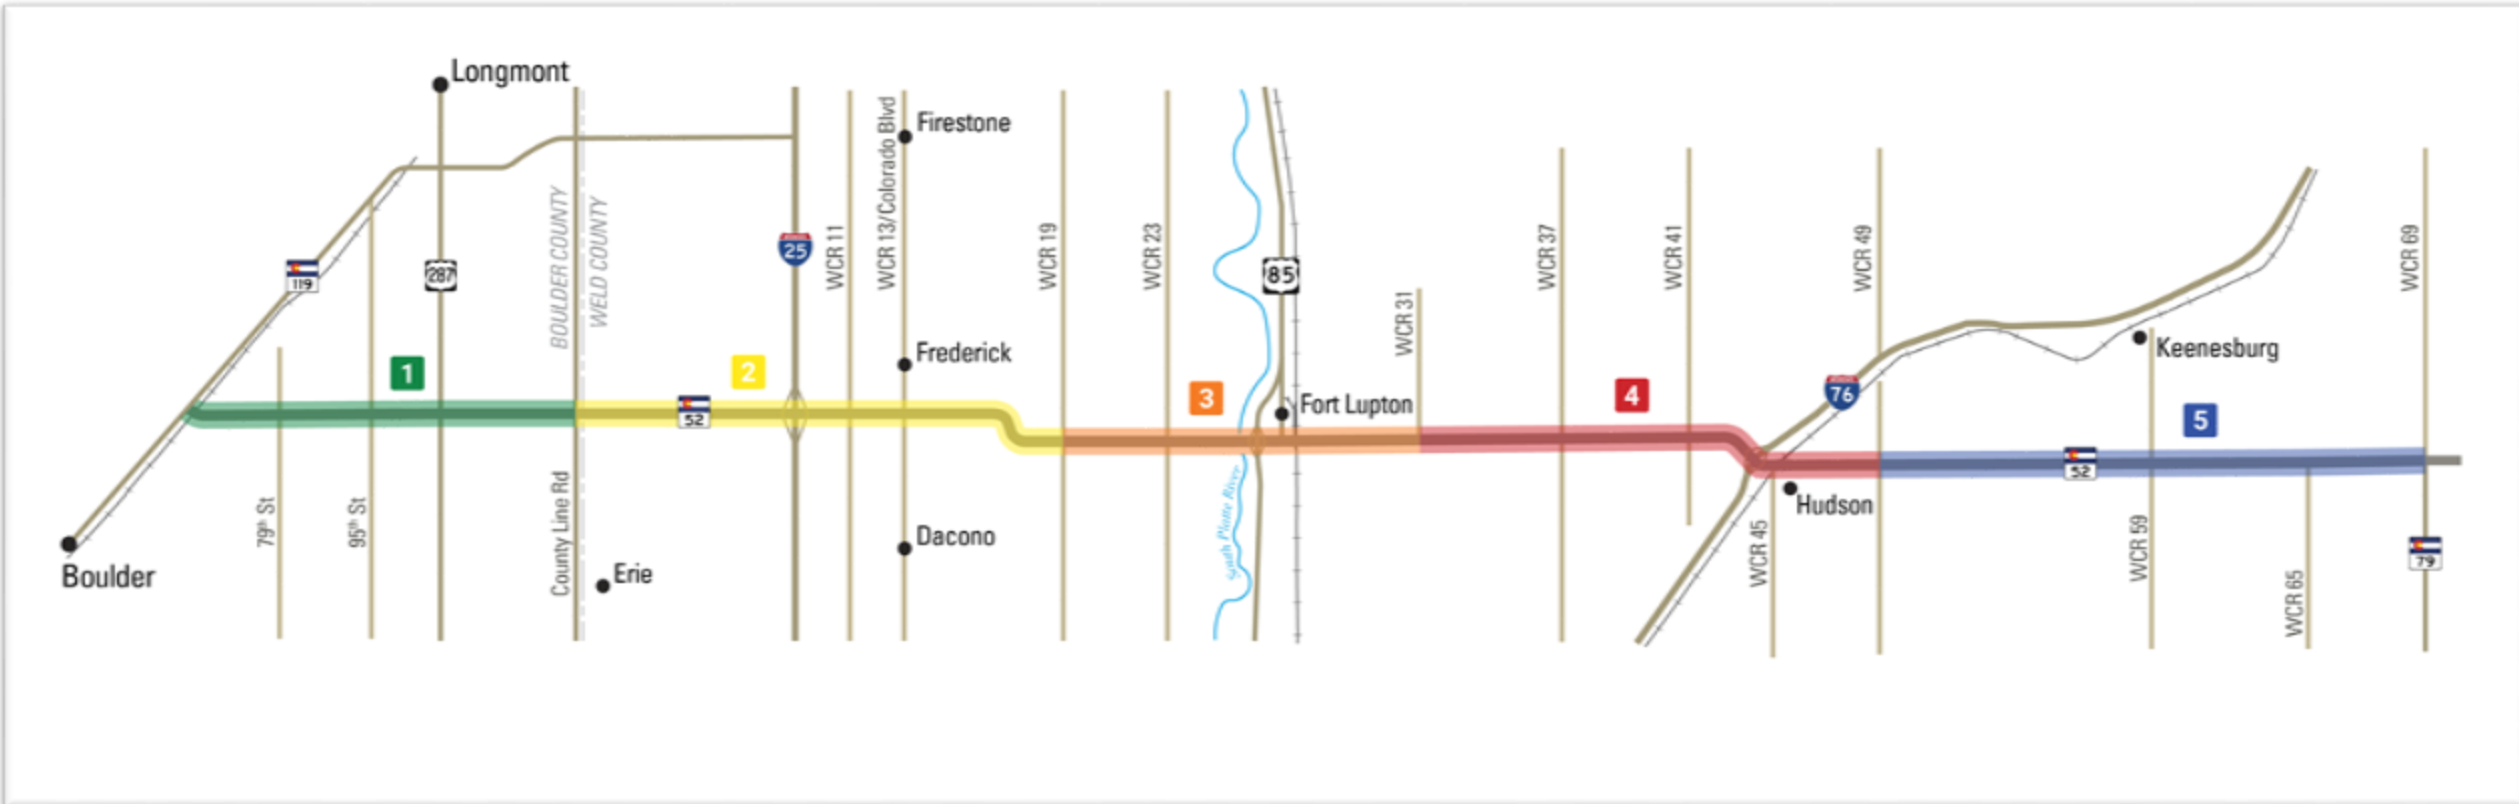 Longmont
Firestone
BOULDER COUNTY
WELD COUNTY
WCR 11
WCR 13/Colorado Blvd
WCR 19
WCR 23
WCR 31
WCR 37
WCR 41
WCR 49
WCR 69
119
287
25
85
76
Frederick
Keenesburg
1
2
3
4
5
52
Fort Lupton
52
Hudson
79th St
95th St
County Line Rd
South Platte River
WCR 45
WCR 59
WCR 65
79
Dacono
Boulder
Erie